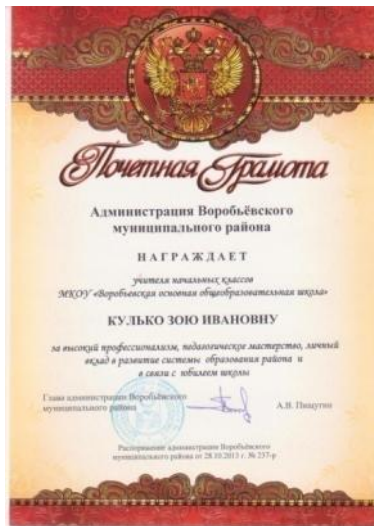 Почетная Грамота
Администрация Воробьёвского
муниципального района
НАГРАЖДАЕТ
учителя начальных классов
МКОУ «Воробьевская основная общеобразовательная школа»
КУЛЬКО ЗОЮ ИВАНОВНУ
за высокий профессионализм, педагогическое мастерство, личный
вклад в развитие системы образования района и
в связи с юбилеем школы
Глава администрации Воробьёвского
муниципального района
А.В. Пищугин
Распоряжение администрации Воробьёвского
муниципального района от 28.10.2013 г. № 237-р